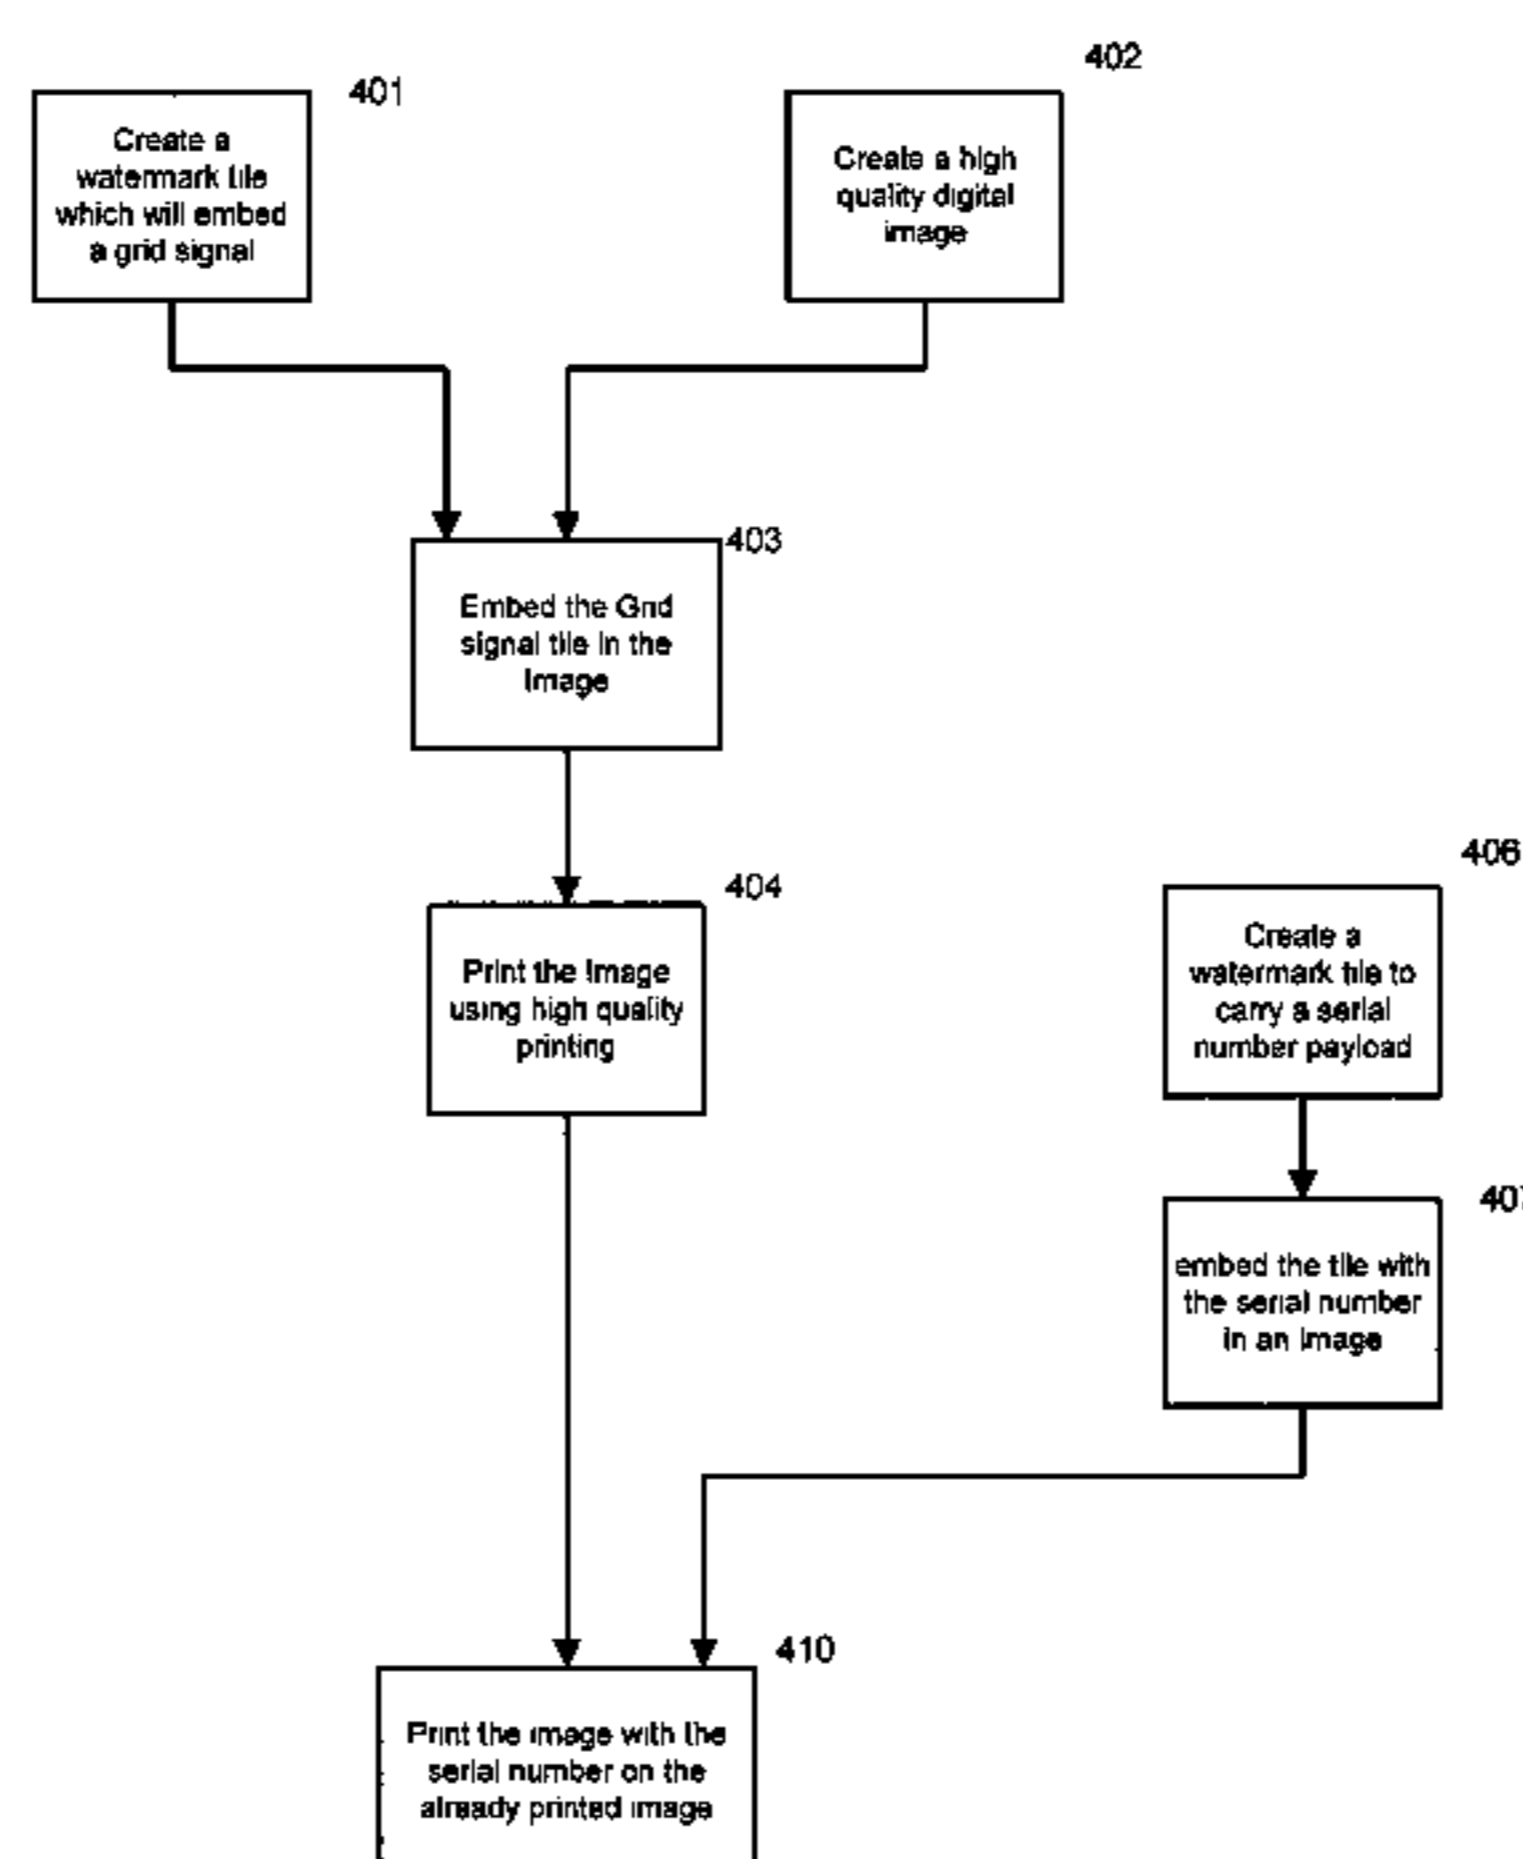 401
Create a
watermark tile
which will embed
a grid signal
402
Create a high
quality digital
image
403
Embed the Grid
signal tile in the
Image
404
Print the Image
using high quality
printing
406
Create a
watermark tile to
carry a serial
number payload
407
embed the tile with
the serial number
in an Image
410
Print the image with the
serial number on the
already printed image